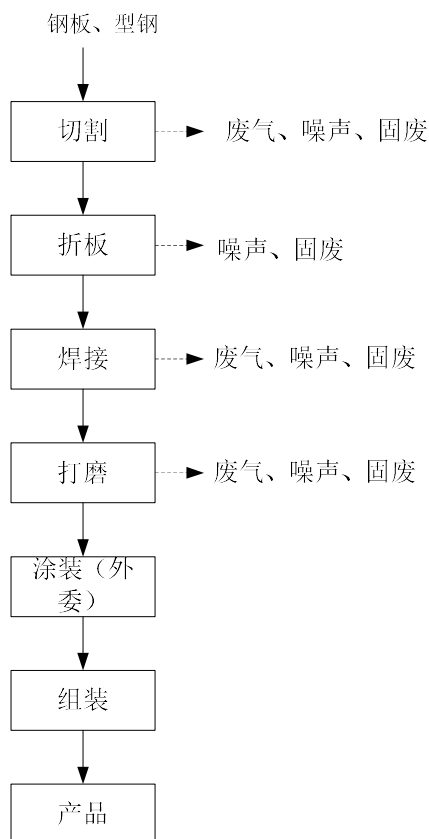 钢板、型钢
切割
废气、噪声、固废
折板
噪声、固废
焊接
废气、噪声、固废
打磨
废气、噪声、固废
涂装（外
委）
组装
产品